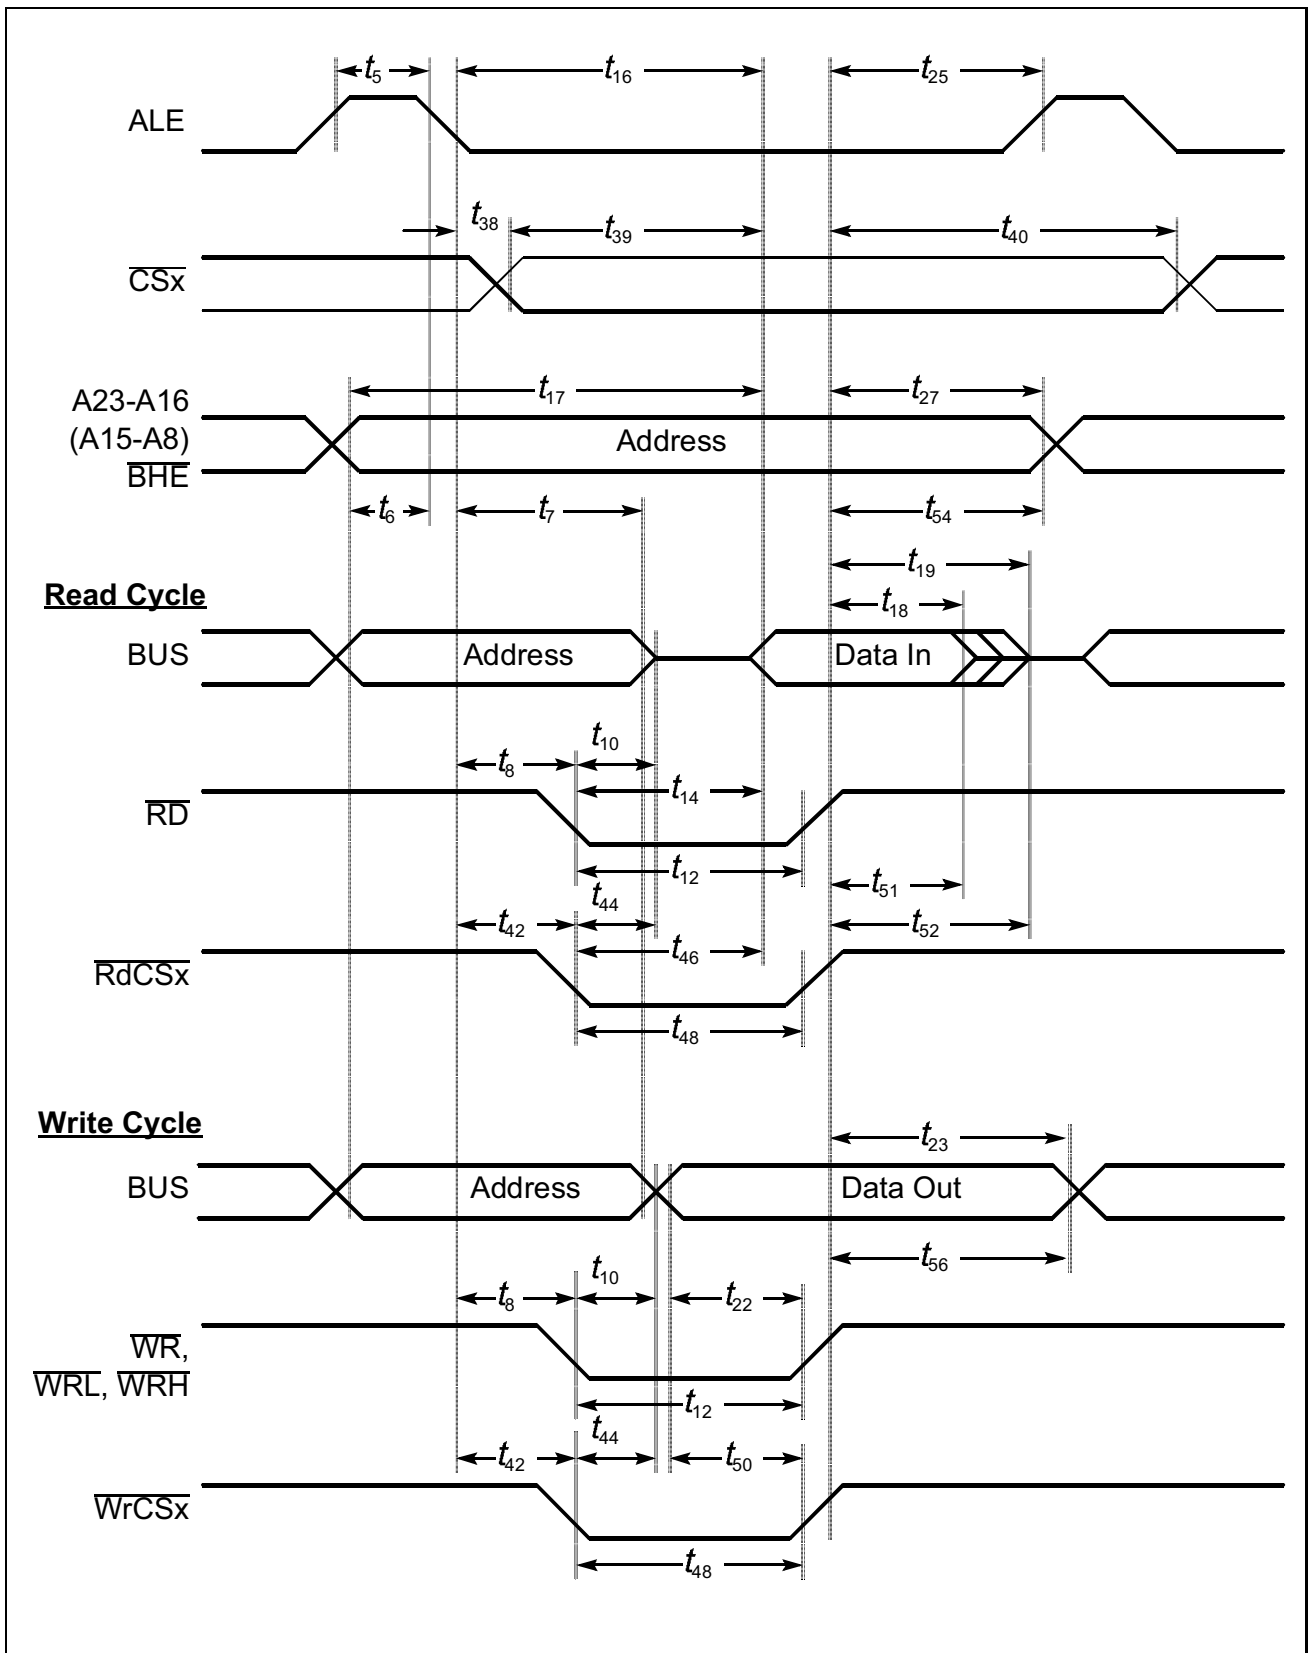 t5 t16 t25
ALE
t38 t39 t40
CSx
t17 t27
A23-A16
(A15-A8)
BHE
Address
t6 t7 t54
t19
Read Cycle
t18
BUS Address Data In
t10
t8
t14
RD
t12 t51
t44
t42 t52
t46
RdCSx
t48
Write Cycle
t23
BUS Address Data Out
t56
t10
t8 t22
WR,
WRL, WRH
t12
t44
t42 t50
WrCSx
t48